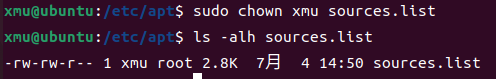 xmu@ubuntu:/etc/apt$ sudo chown xmu sources.list
xmu@ubuntu:/etc/apt$ ls -alh sources.list
-rw-rw-r-- 1 xmu root 2.8K  7月  4 14:50 sources.list